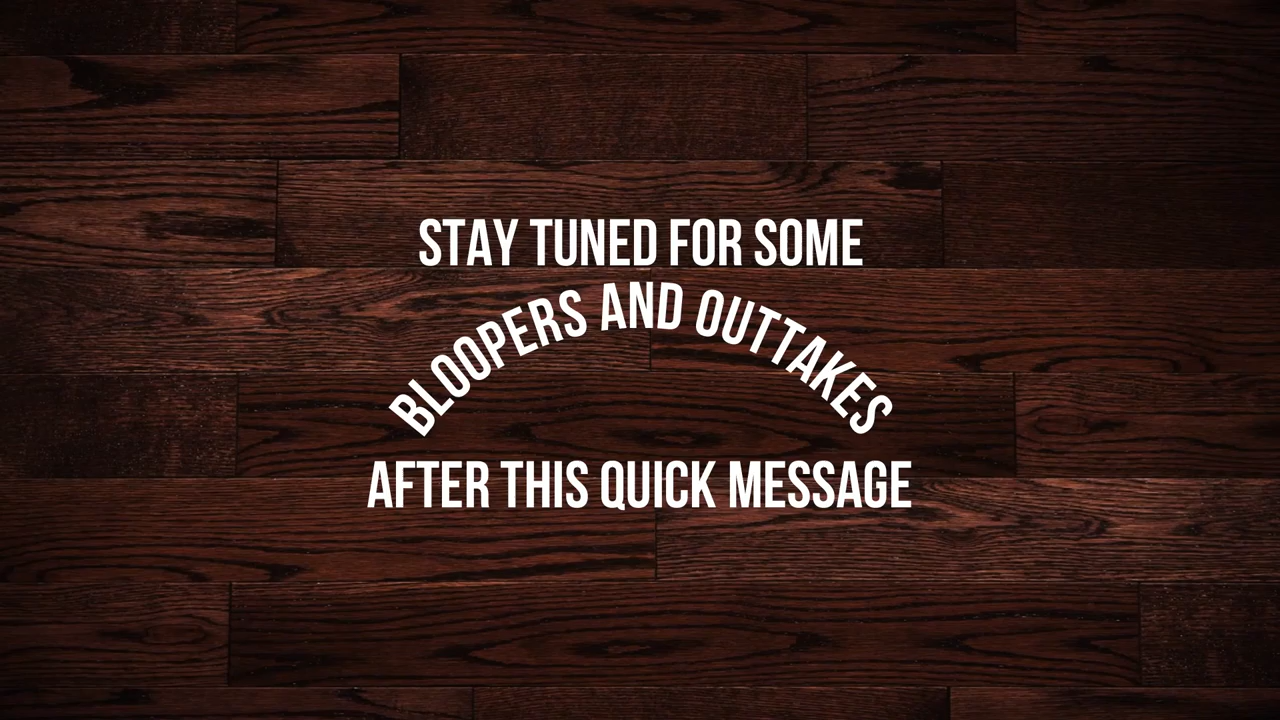 STAY TUNED FOR SOME
BLOOPERS AND OUTTAKES
AFTER THIS QUICK MESSAGE